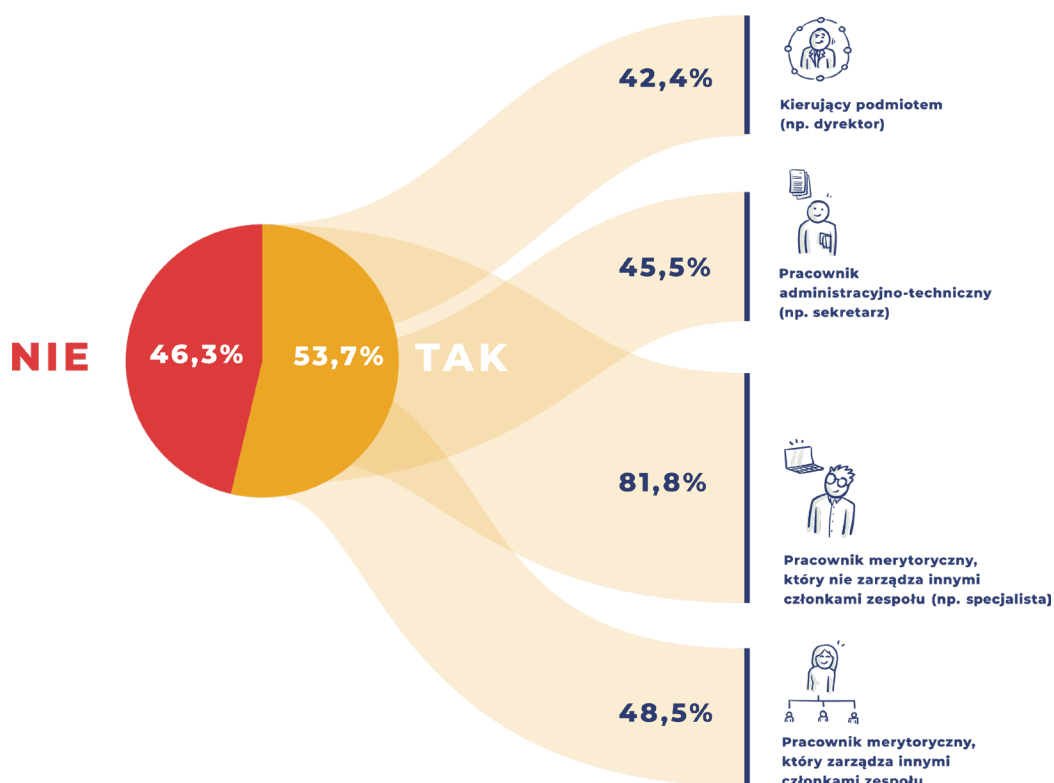 42,4%
Kierujący podmiotem
(np. dyrektor)
45,5%
Pracownik
administracyjno-techniczny
(np. sekretarz)
NIE
46,3%
53,7%
TAK
81,8%
Pracownik merytoryczny,
który nie zarządza innymi
członkami zespołu (np. specjalista)
48,5%
Pracownik merytoryczny,
który zarządza innymi
członkami zespołu